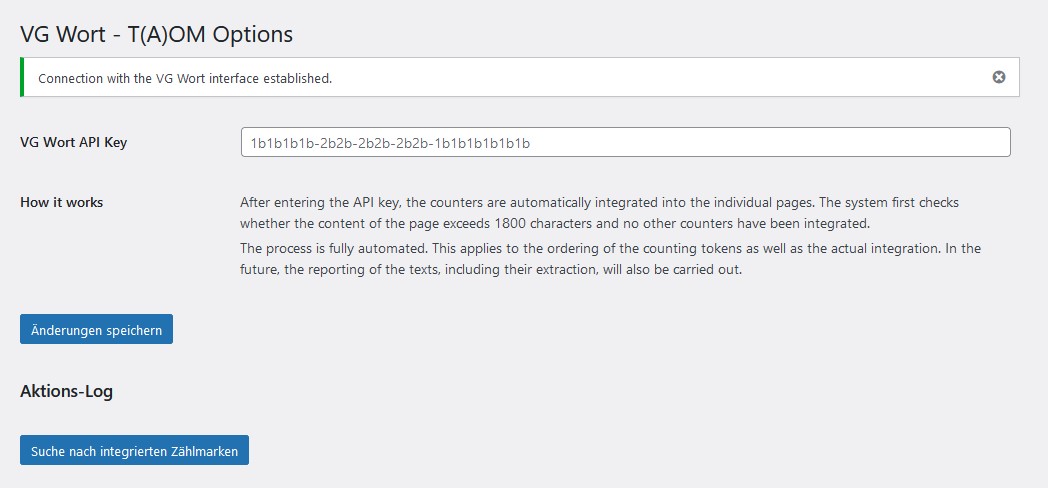 VG Wort - T(A)OM Options
Connection with the VG Wort interface established.
VG Wort API Key
1b1b1b1b-2b2b-2b2b-2b2b-1b1b1b1b1b1b
How it works
After entering the API key, the counters are automatically integrated into the individual pages. The system first checks
whether the content of the page exceeds 1800 characters and no other counters have been integrated.
The process is fully automated. This applies to the ordering of the counting tokens as well as the actual integration. In the
future, the reporting of the texts, including their extraction, will also be carried out.
Änderungen speichern
Aktions-Log
Suche nach integrierten Zählmarken